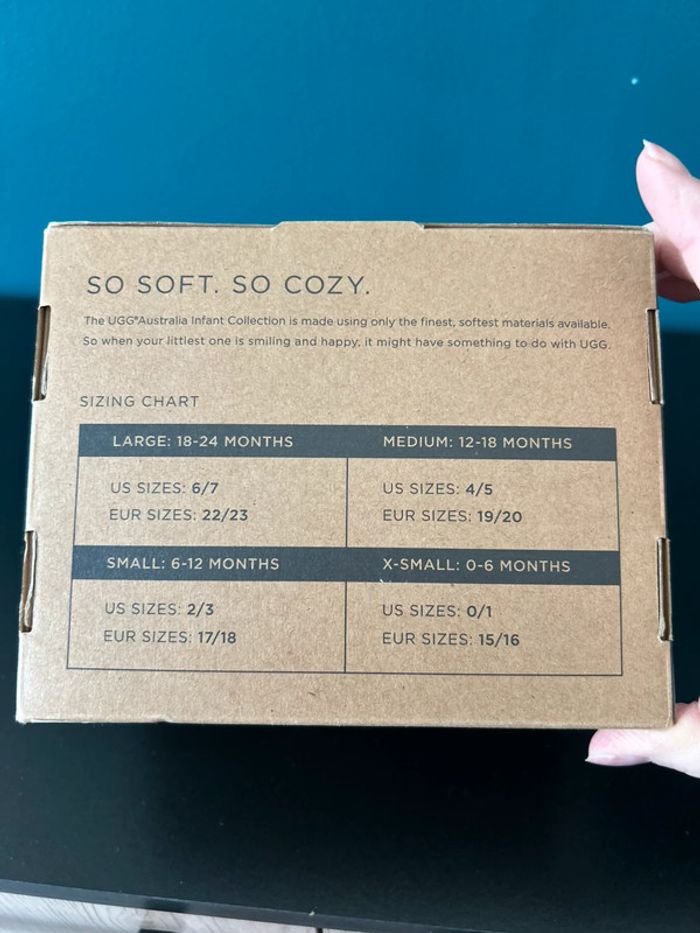 SO SOFT. SO COZY.
The UGG®Australia Infant Collection is made using only the finest, softest materials available.
So when your littlest one is smiling and happy, it might have something to do with UGG.
SIZING CHART
LARGE: 18-24 MONTHS
US SIZES: 6/7
EUR SIZES: 22/23
MEDIUM: 12-18 MONTHS
US SIZES: 4/5
EUR SIZES: 19/20
SMALL: 6-12 MONTHS
US SIZES: 2/3
EUR SIZES: 17/18
X-SMALL: 0-6 MONTHS
US SIZES: 0/1
EUR SIZES: 15/16